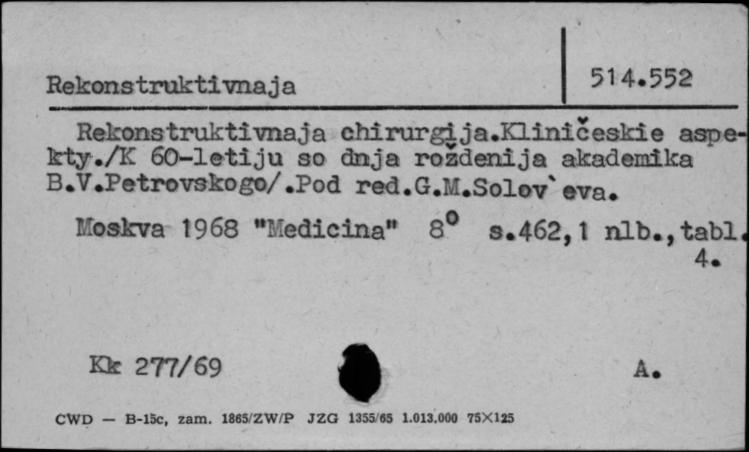 Rekonstruktivnaja
514.552
Rekonstruktivnaja chirurgija.Kliničeskie aspe-
kty./K 60-letiju so dnja roždenija akademika
B.V.Petrovskogo/.Pod red.G.M.Solov`eva.
Moskva 1968 "Medicina" 8° s.462,1 nlb.,tabl.
4.
Kk 277/69
A.
CWD — B-15c, zam. 1865/ZW/P JZG 1355/65 1.013.000 75×125